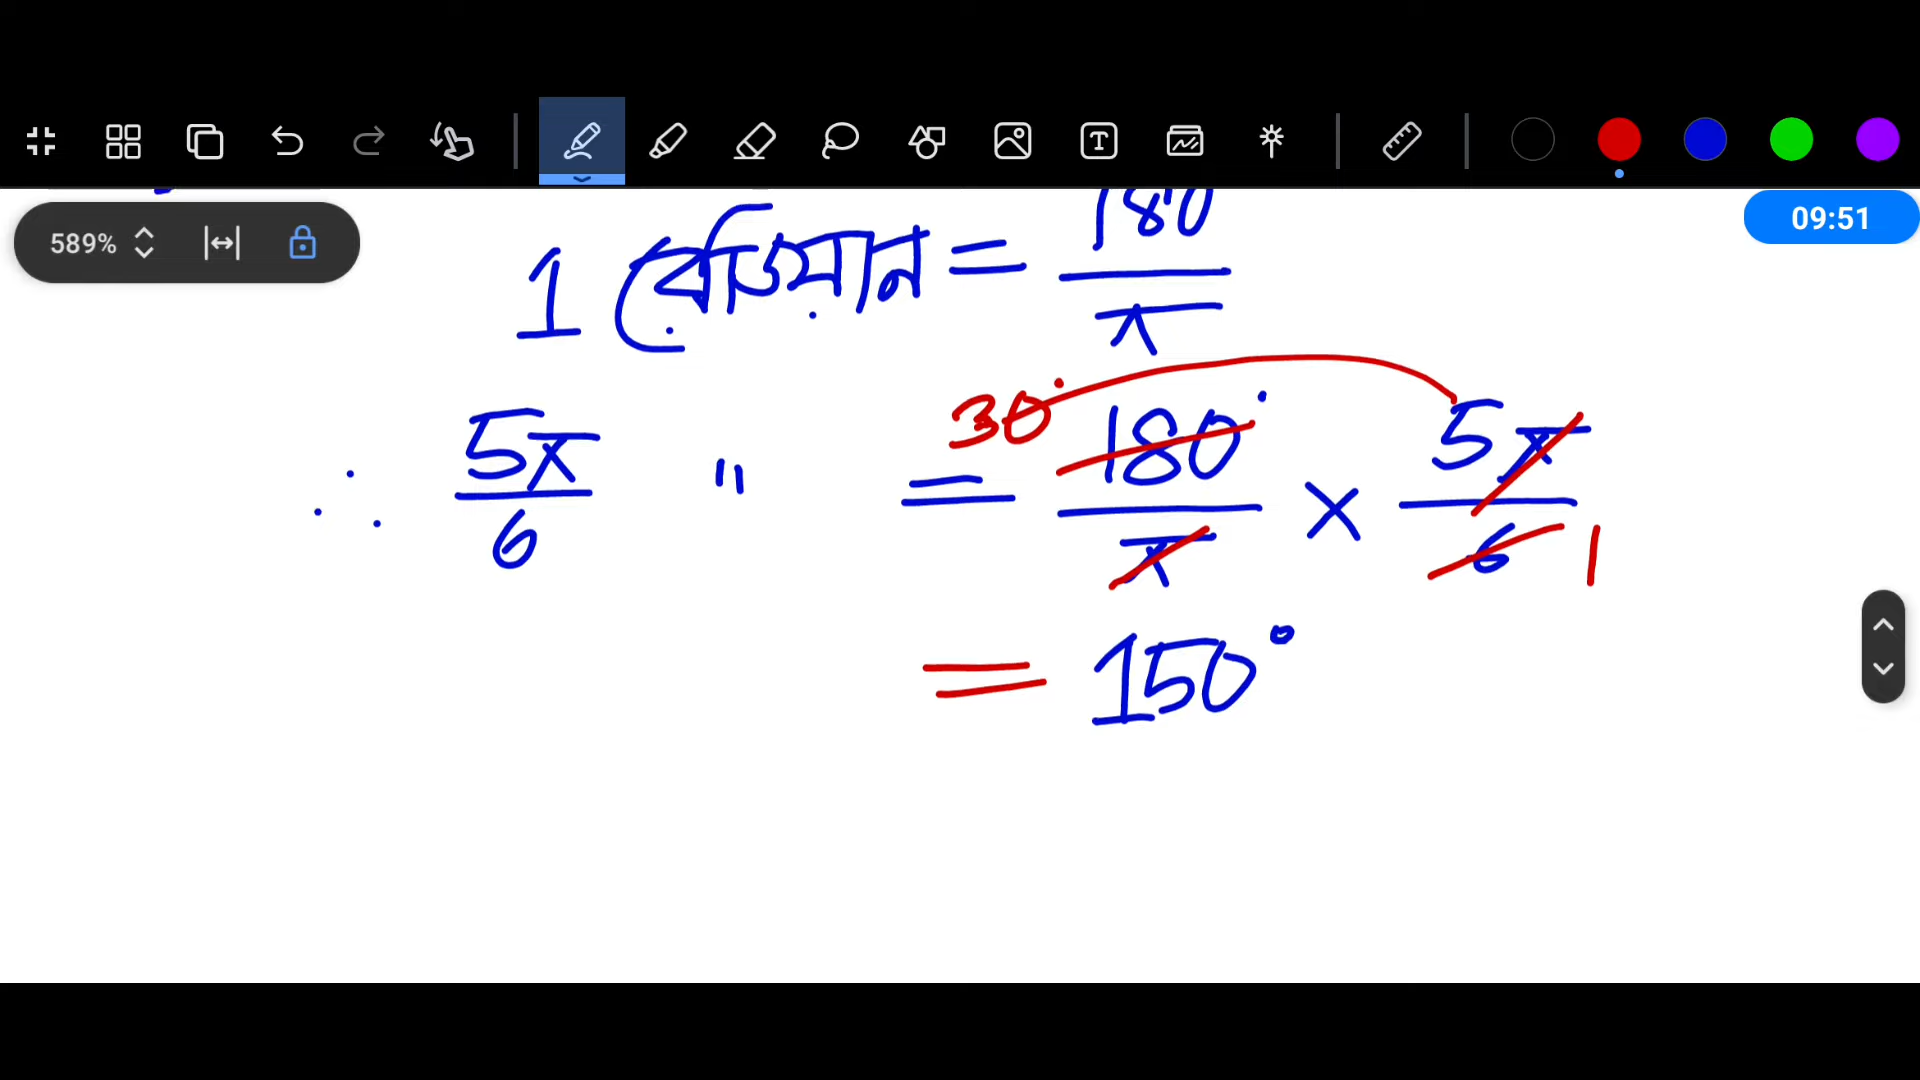 589%
09:51
1 রেডিয়ান = 180/π
∴ 5π/6 " = 180°/π × 5π/6
30° 1
= 150°